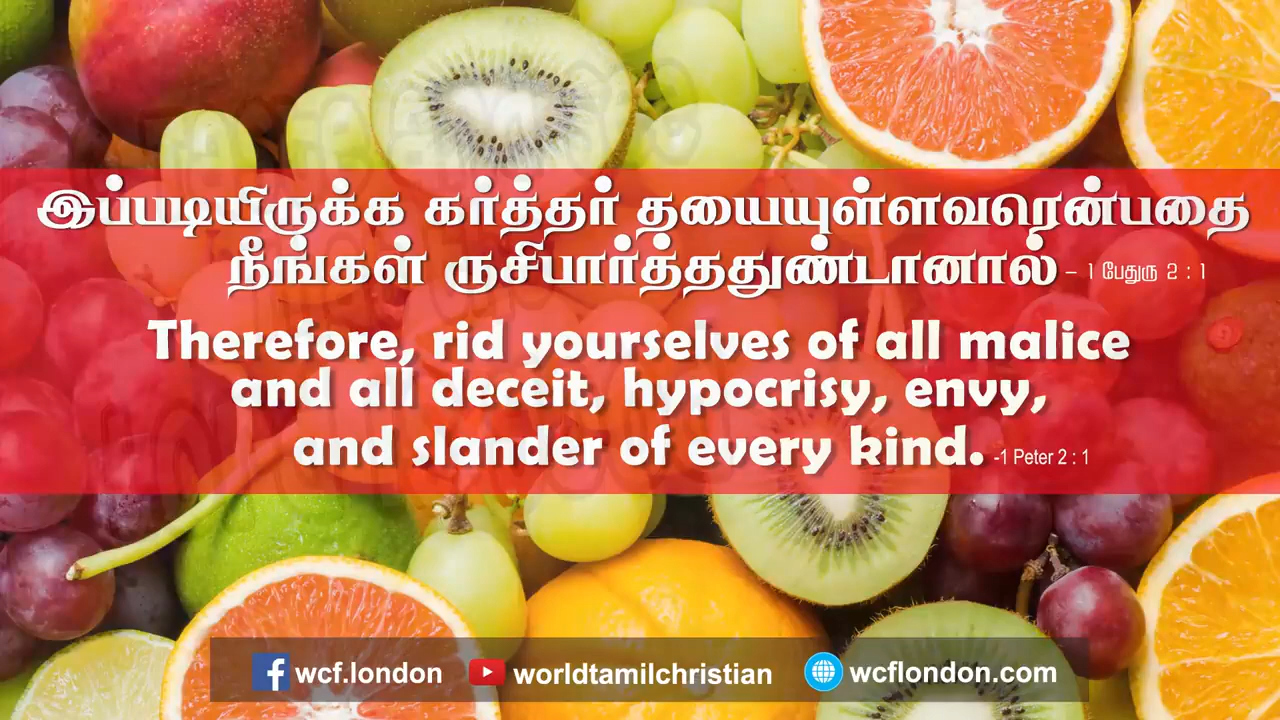 இப்படியிருக்க கர்த்தர் தயையுள்ளவரென்பதை
நீங்கள் ருசிபார்த்ததுண்டானால் – 1 பேதுரு 2 : 1
Therefore, rid yourselves of all malice
and all deceit, hypocrisy, envy,
and slander of every kind. -1 Peter 2 : 1
wcf.london worldtamilchristian wcflondon.com